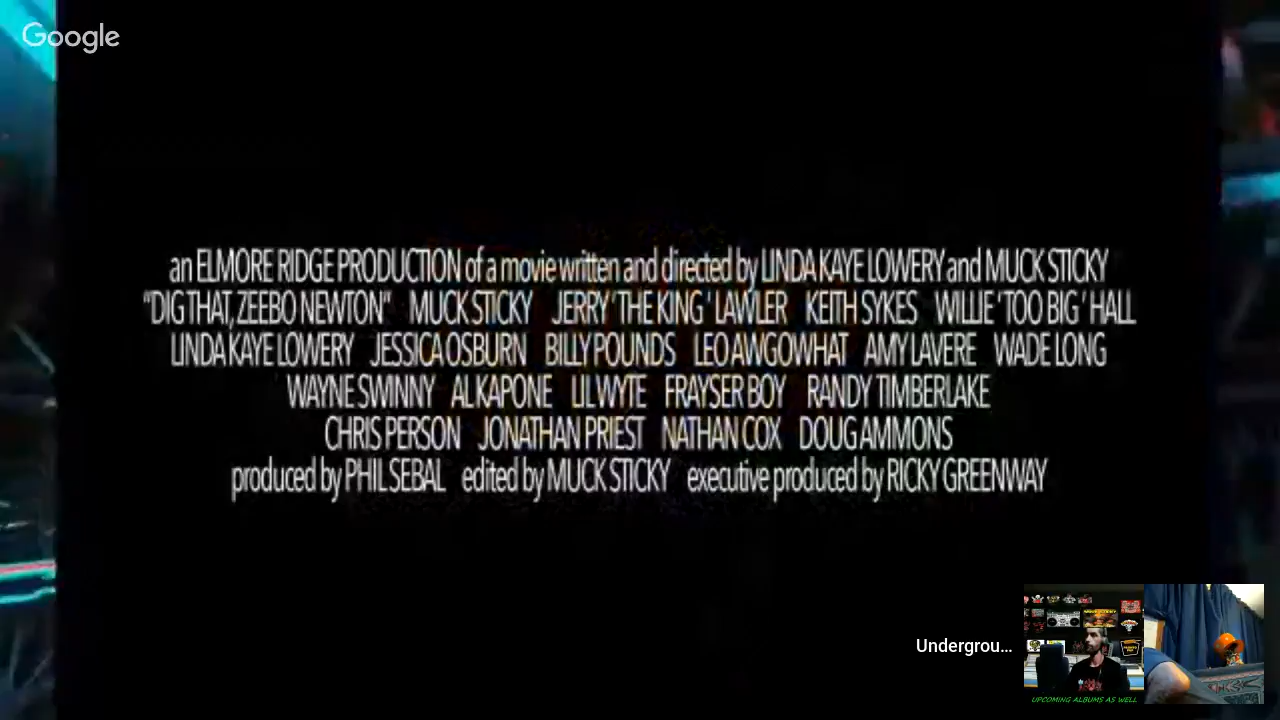 Google
an ELMORE RIDGE PRODUCTION of a movie written and directed by LINDA KAYE LOWERY and MUCK STICKY
"DIG THAT, ZEEBO NEWTON" MUCK STICKY JERRY 'THE KING' LAWLER KEITH SYKES WILLIE 'TOO BIG' HALL
LINDA KAYE LOWERY JESSICA OSBURN BILLY POUNDS LEO AWGOWHAT AMY LAVERE WADE LONG
WAYNE SWINNY AL KAPONE LIL WYTE FRAYSER BOY RANDY TIMBERLAKE
CHRIS PERSON JONATHAN PRIEST NATHAN COX DOUG AMMONS
produced by PHIL SEBAL edited by MUCK STICKY executive produced by RICKY GREENWAY
Undergrou...
UPCOMING ALBUMS AS WELL